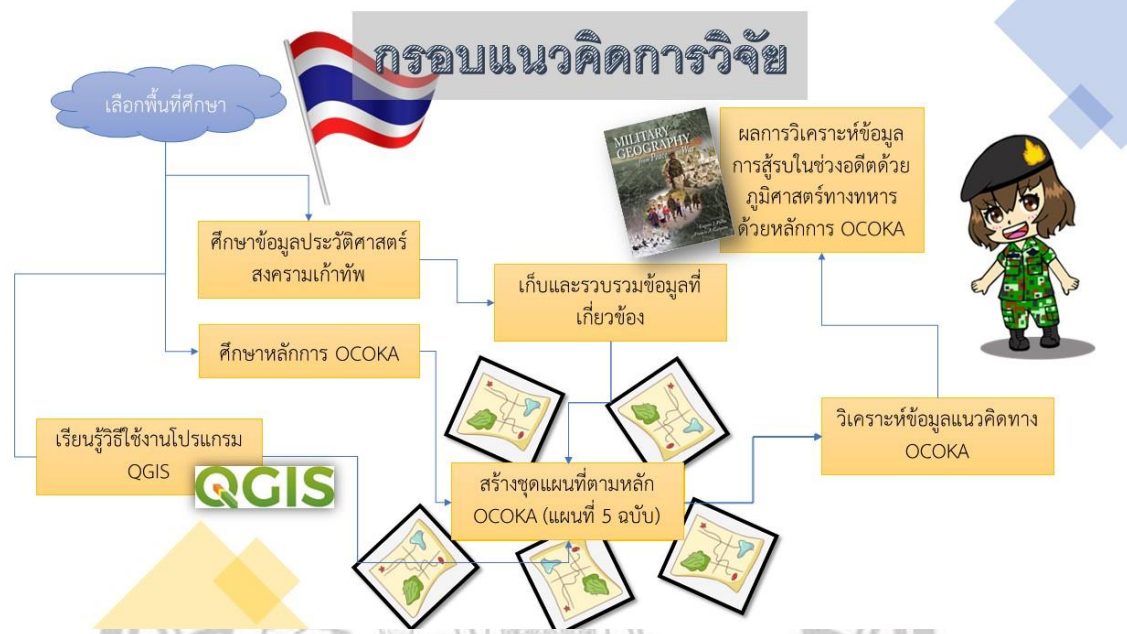 กรอบแนวคิดการวิจัย
เลือกพื้นที่ศึกษา
MILITARY
GEOGRAPHY
from Peace to War
ผลการวิเคราะห์ข้อมูล
การสู้รบในช่วงอดีตด้วย
ภูมิศาสตร์ทางทหาร
ด้วยหลักการ OCOKA
ศึกษาข้อมูลประวัติศาสตร์
สงครามเก้าทัพ
เก็บและรวบรวมข้อมูลที่
เกี่ยวข้อง
ศึกษาหลักการ OCOKA
เรียนรู้วิธีใช้งานโปรแกรม
QGIS
QGIS
สร้างชุดแผนที่ตามหลัก
OCOKA (แผนที่ 5 ฉบับ)
วิเคราะห์ข้อมูลแนวคิดทาง
OCOKA